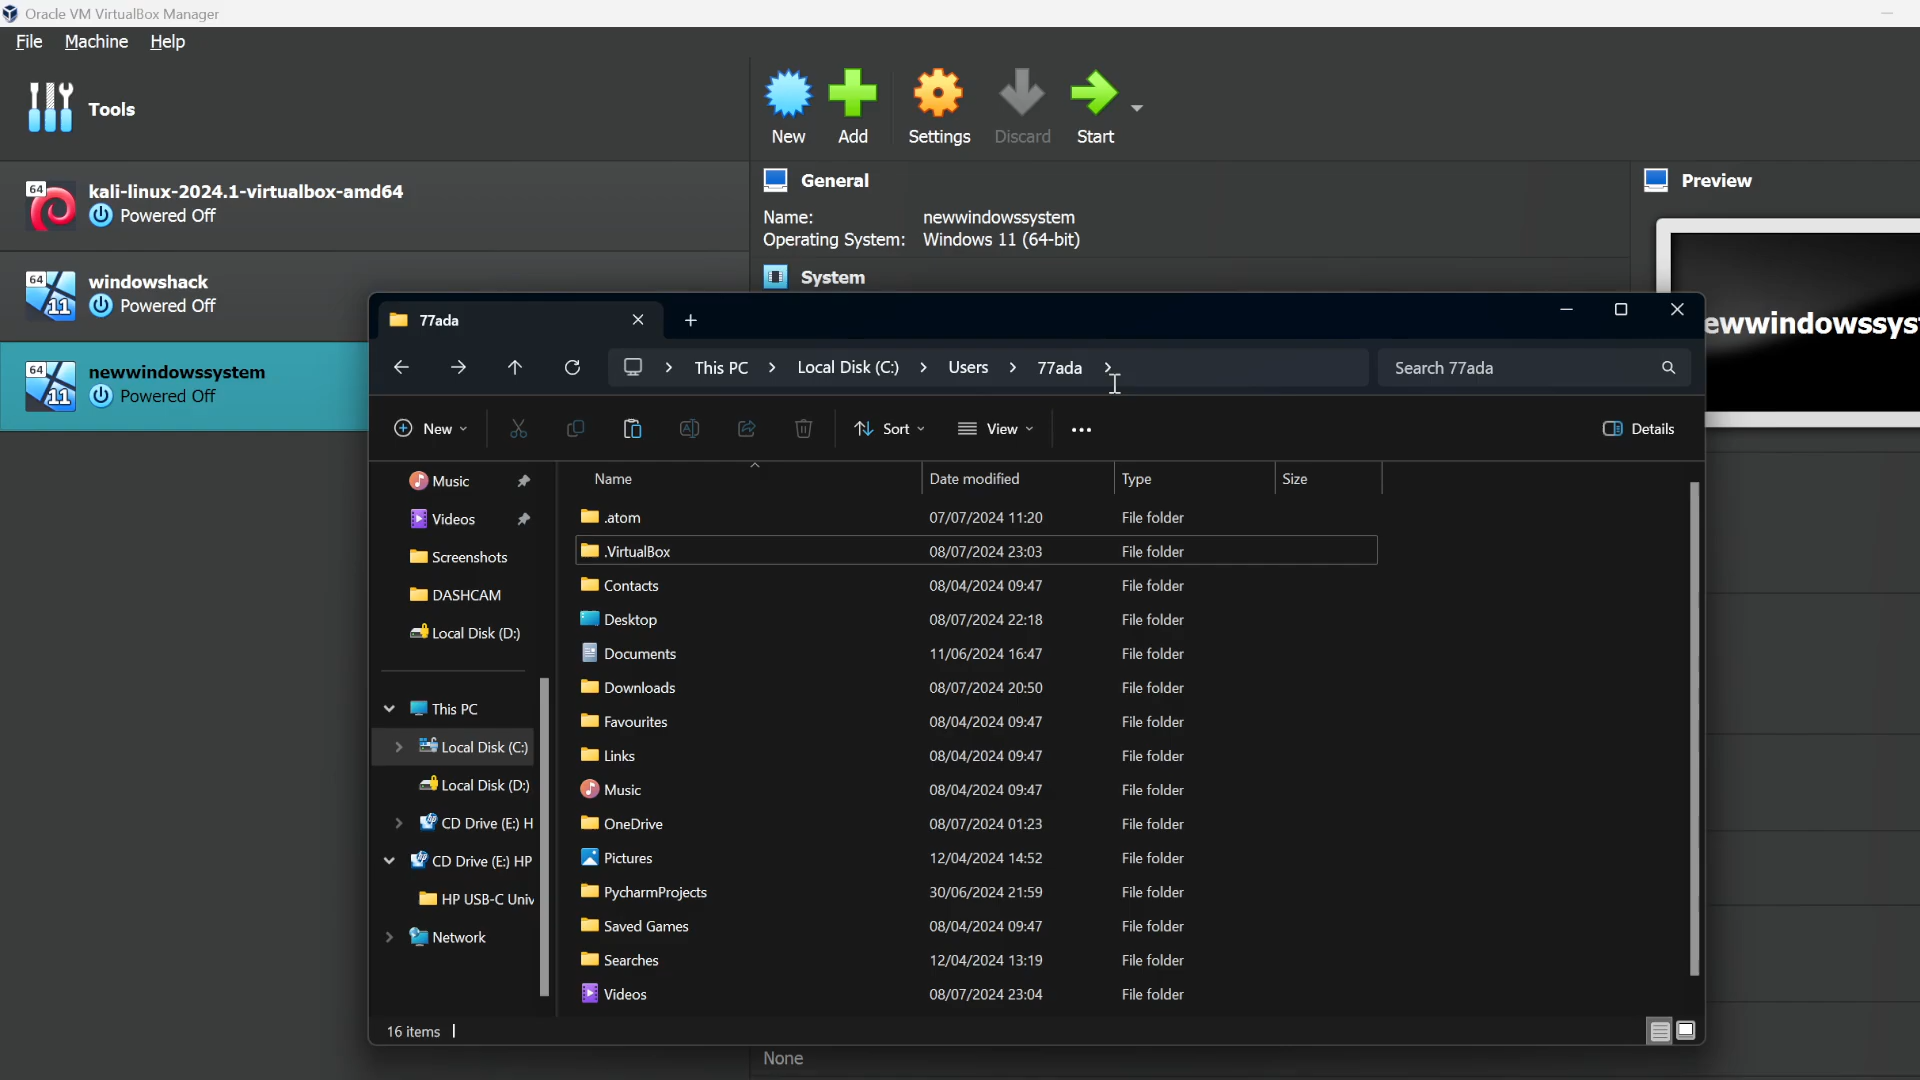 Oracle VM VirtualBox Manager
File Machine Help
Tools
New Add Settings Discard Start
64 kali-linux-2024.1-virtualbox-amd64
Powered Off
64 11 windowshack
Powered Off
64 11 newwindowssystem
Powered Off
General
Name: newwindowssystem
Operating System: Windows 11 (64-bit)
System
Preview
ewwindowssys
77ada
This PC > Local Disk (C:) > Users > 77ada >
Search 77ada
New Sort View ••• Details
Music
Videos
Screenshots
DASHCAM
Local Disk (D:)
This PC
Local Disk (C:)
Local Disk (D:)
CD Drive (E:) H
CD Drive (E:) HP
HP USB-C Univ
Network
Name Date modified Type Size
.atom 07/07/2024 11:20 File folder
.VirtualBox 08/07/2024 23:03 File folder
Contacts 08/04/2024 09:47 File folder
Desktop 08/07/2024 22:18 File folder
Documents 11/06/2024 16:47 File folder
Downloads 08/07/2024 20:50 File folder
Favourites 08/04/2024 09:47 File folder
Links 08/04/2024 09:47 File folder
Music 08/04/2024 09:47 File folder
OneDrive 08/07/2024 01:23 File folder
Pictures 12/04/2024 14:52 File folder
PycharmProjects 30/06/2024 21:59 File folder
Saved Games 08/04/2024 09:47 File folder
Searches 12/04/2024 13:19 File folder
Videos 08/07/2024 23:04 File folder
16 items
None